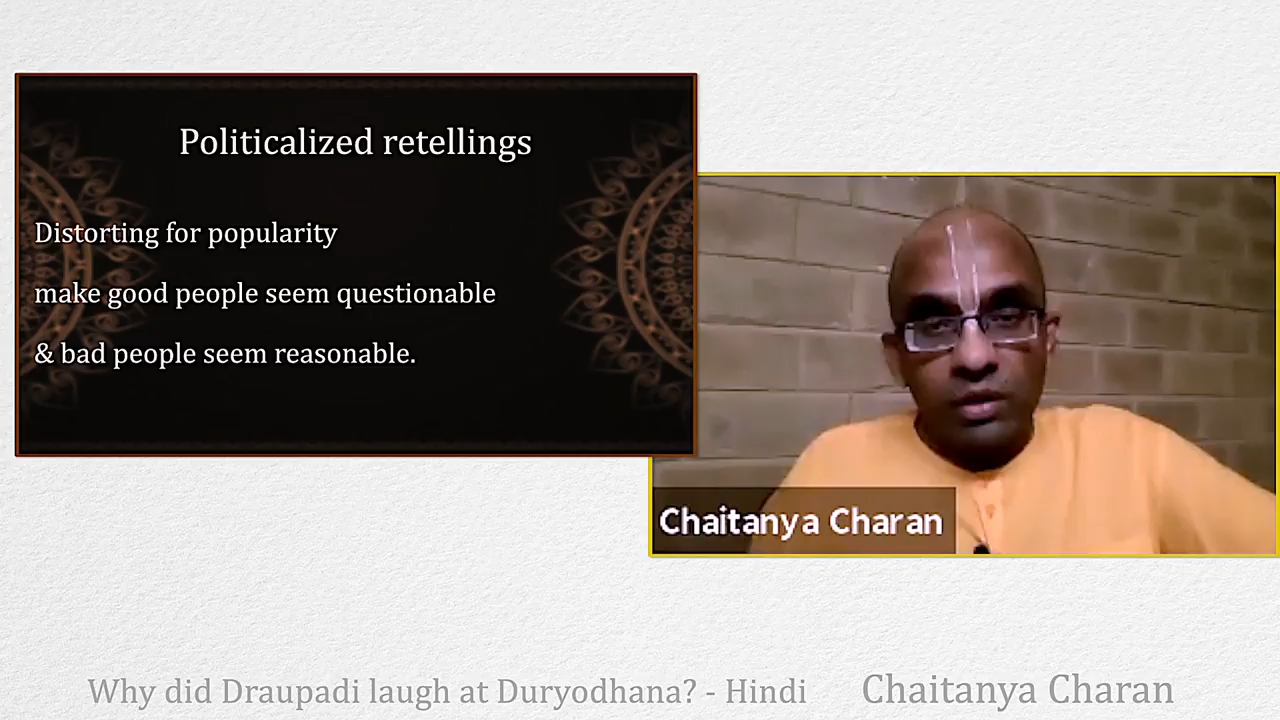 Politicalized retellings
Distorting for popularity
make good people seem questionable
& bad people seem reasonable.
Chaitanya Charan
Why did Draupadi laugh at Duryodhana? - Hindi
Chaitanya Charan